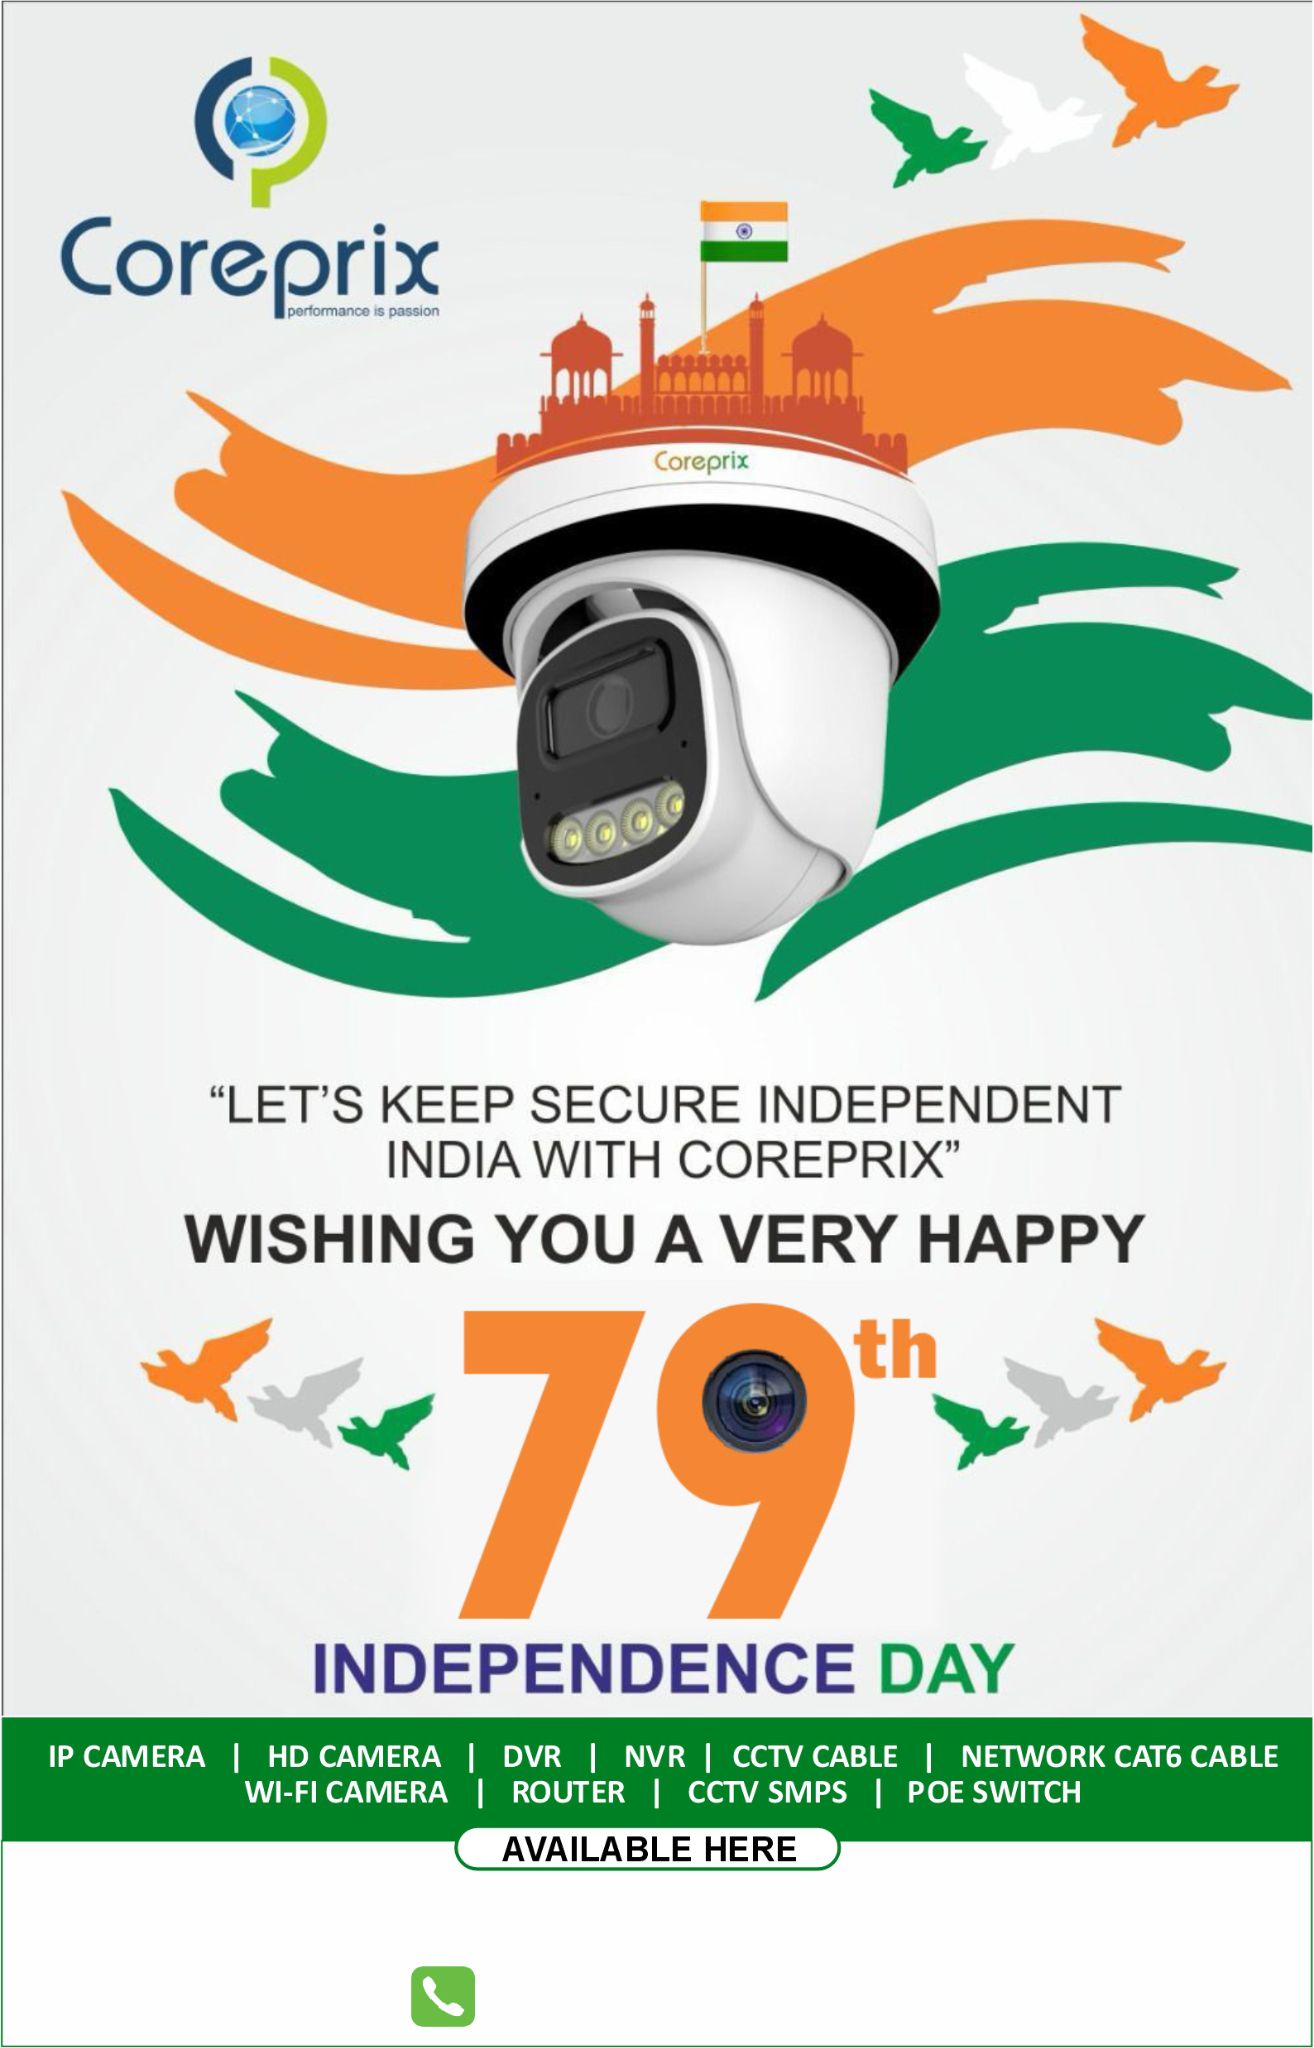 Coreprix
performance is passion
Coreprix
“LET’S KEEP SECURE INDEPENDENT
INDIA WITH COREPRIX”
WISHING YOU A VERY HAPPY
79th
INDEPENDENCE DAY
IP CAMERA | HD CAMERA | DVR | NVR | CCTV CABLE | NETWORK CAT6 CABLE
WI-FI CAMERA | ROUTER | CCTV SMPS | POE SWITCH
AVAILABLE HERE